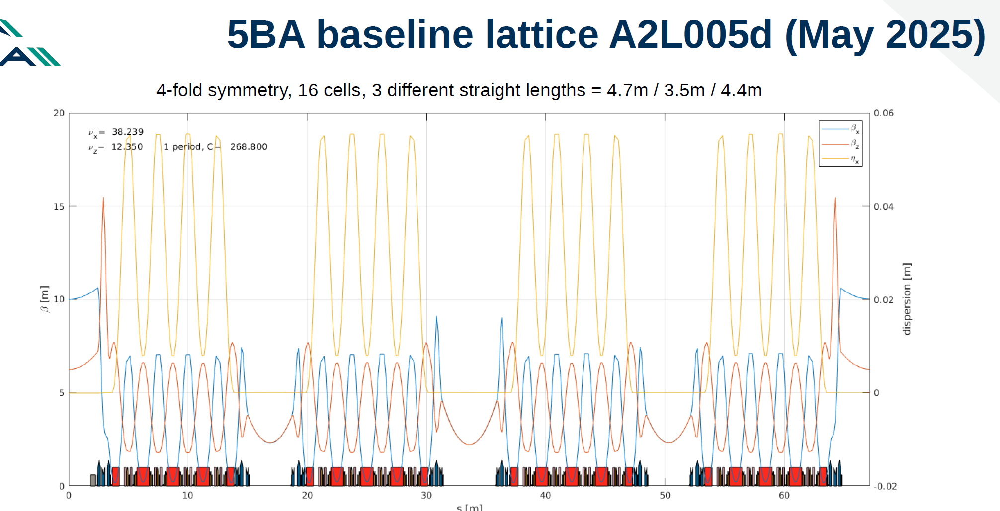 5BA baseline lattice A2L005d (May 2025)
A
4-fold symmetry, 16 cells, 3 different straight lengths = 4.7m / 3.5m / 4.4m
20
15
10
5
0
β [m]
νx= 38.239
νz= 12.350 1 period, C= 268.800
βx
βz
ηx
0.06
0.04
0.02
0
-0.02
dispersion [m]
0 10 20 30 40 50 60
s [m]